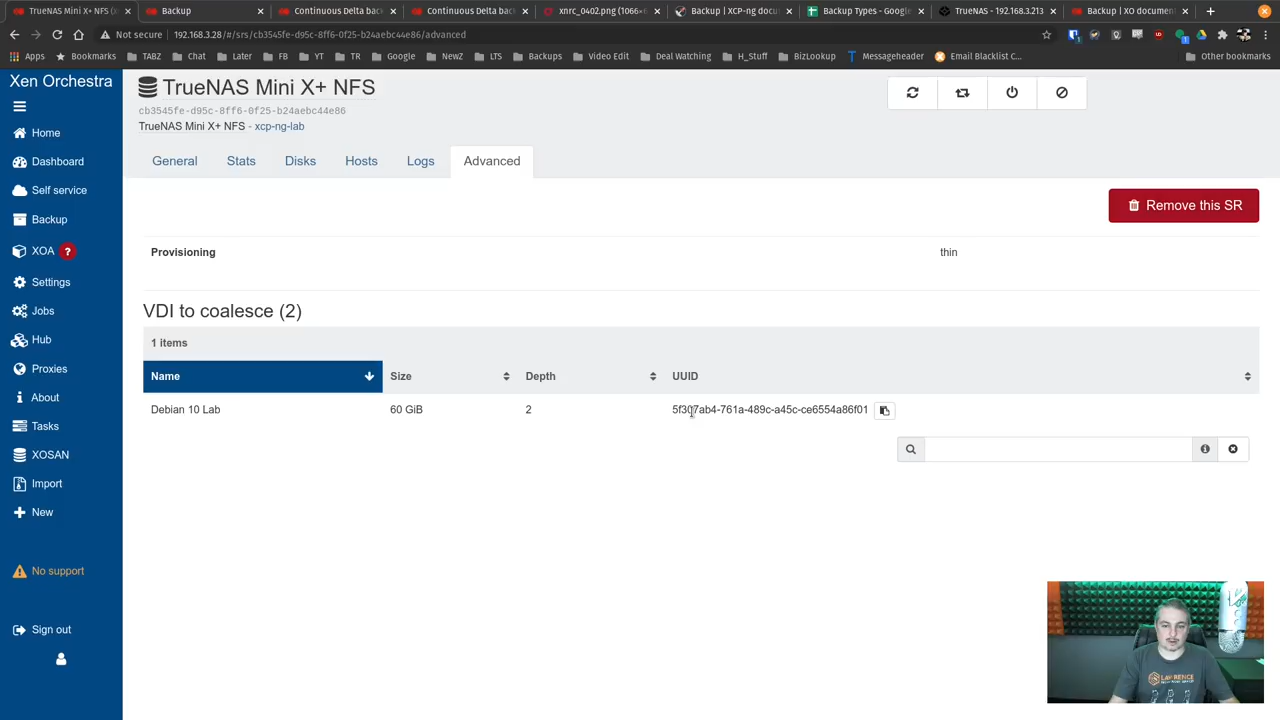 TrueNAS Mini X+ NFS (x
Backup
Continuous Delta bac
Continuous Delta bac
xnrc_0402.png (1066×6
Backup | XCP-ng docu
Backup Types - Google
TrueNAS - 192.168.3.213
Backup | XO document
Not secure | 192.168.3.28/#/srs/cb3545fe-d95c-8ff6-0f25-b24aebc44e86/advanced
Apps Bookmarks TABZ Chat Later FB YT TR Google NewZ LTS Backups Video Edit Deal Watching H_Stuff BizLookup Messageheader Email Blacklist C... Other bookmarks
Xen Orchestra
Home
Dashboard
Self service
Backup
XOA ?
Settings
Jobs
Hub
Proxies
About
Tasks
XOSAN
Import
New
No support
Sign out
TrueNAS Mini X+ NFS
cb3545fe-d95c-8ff6-0f25-b24aebc44e86
TrueNAS Mini X+ NFS - xcp-ng-lab
General Stats Disks Hosts Logs Advanced
Remove this SR
Provisioning thin
VDI to coalesce (2)
1 items
Name Size Depth UUID
Debian 10 Lab 60 GiB 2 5f307ab4-761a-489c-a45c-ce6554a86f01
LAWRENCE